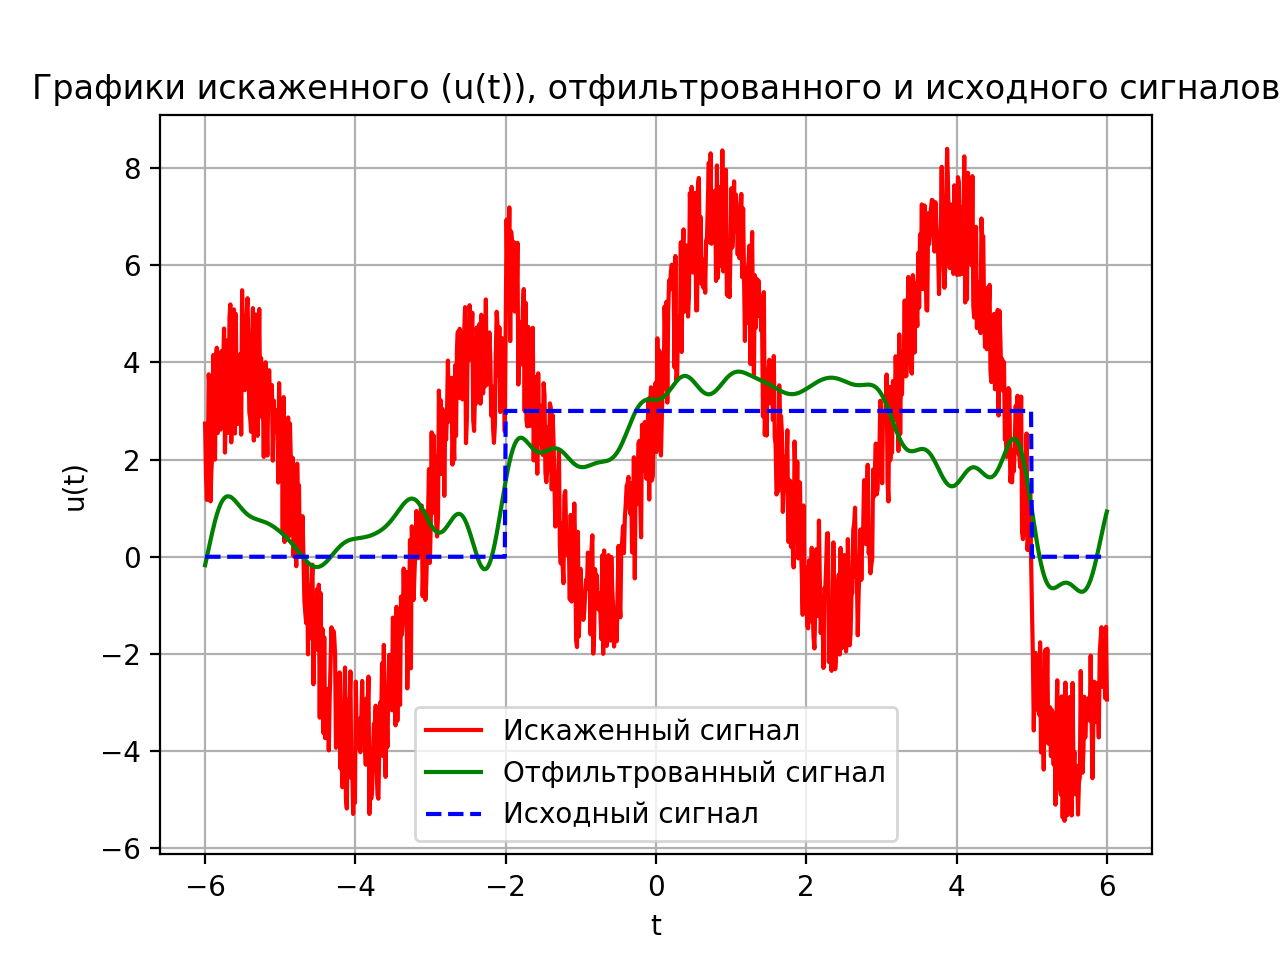 Графики искаженного (u(t)), отфильтрованного и исходного сигналов
u(t)
8
6
4
2
0
−2
−4
−6
Искаженный сигнал
Отфильтрованный сигнал
Исходный сигнал
−6 −4 −2 0 2 4 6
t